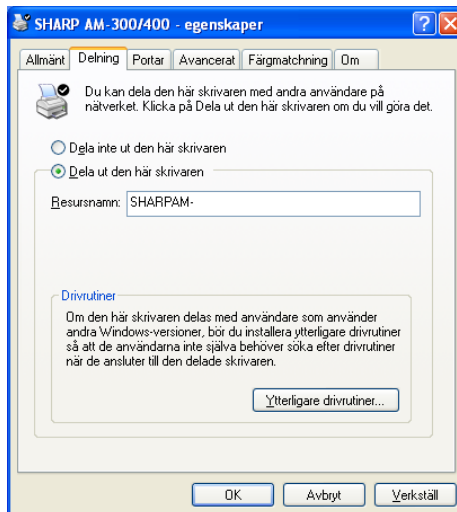 SHARP AM-300/400 - egenskaper
Allmänt Delning Portar Avancerat Färgmatchning Om
Du kan dela den här skrivaren med andra användare på
nätverket. Klicka på Dela ut den här skrivaren om du vill göra det.
Dela inte ut den här skrivaren
Dela ut den här skrivaren
Resursnamn: SHARPAM-
Drivrutiner
Om den här skrivaren delas med användare som använder
andra Windows-versioner, bör du installera ytterligare drivrutiner
så att de användarna inte själva behöver söka efter drivrutiner
när de ansluter till den delade skrivaren.
Ytterligare drivrutiner...
OK Avbryt Verkställ